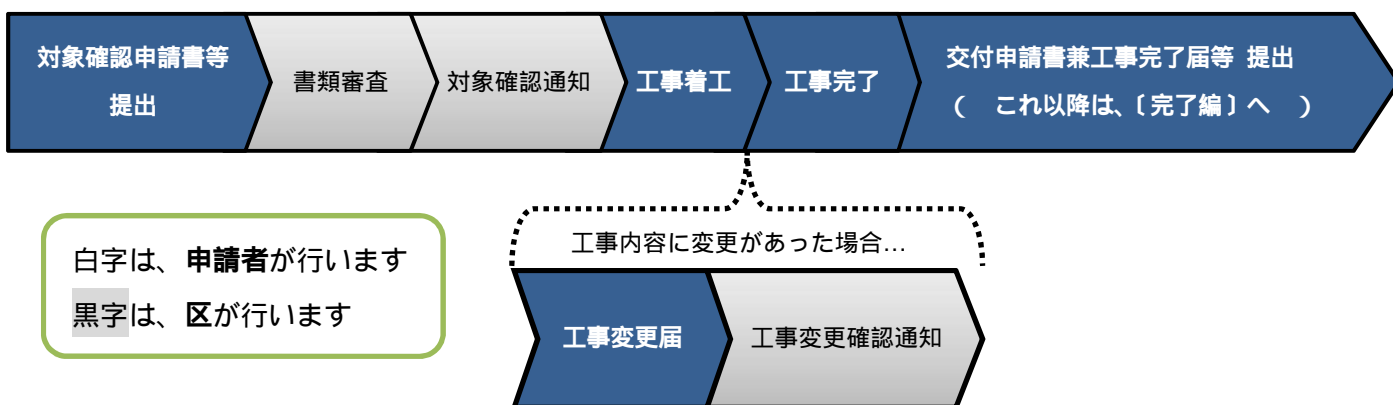 対象確認申請書等
提出
書類審査
対象確認通知
工事着工
工事完了
交付申請書兼工事完了届等 提出
（ これ以降は、〔完了編〕へ ）
工事内容に変更があった場合…
白字は、申請者が行います
黒字は、区が行います
工事変更届
工事変更確認通知